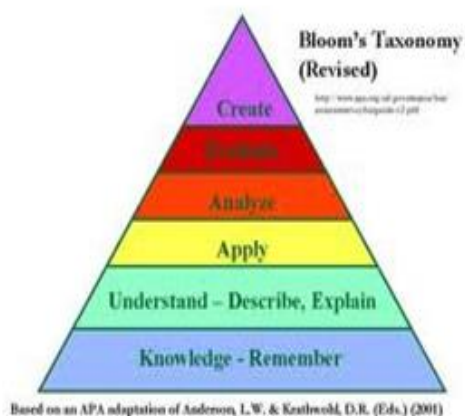 Bloom's Taxonomy
(Revised)
Create
Evaluate
Analyze
Apply
Understand – Describe, Explain
Knowledge - Remember
Based on an APA adaptation of Anderson, L.W. & Krathwohl, D.R. (Eds.) (2001)